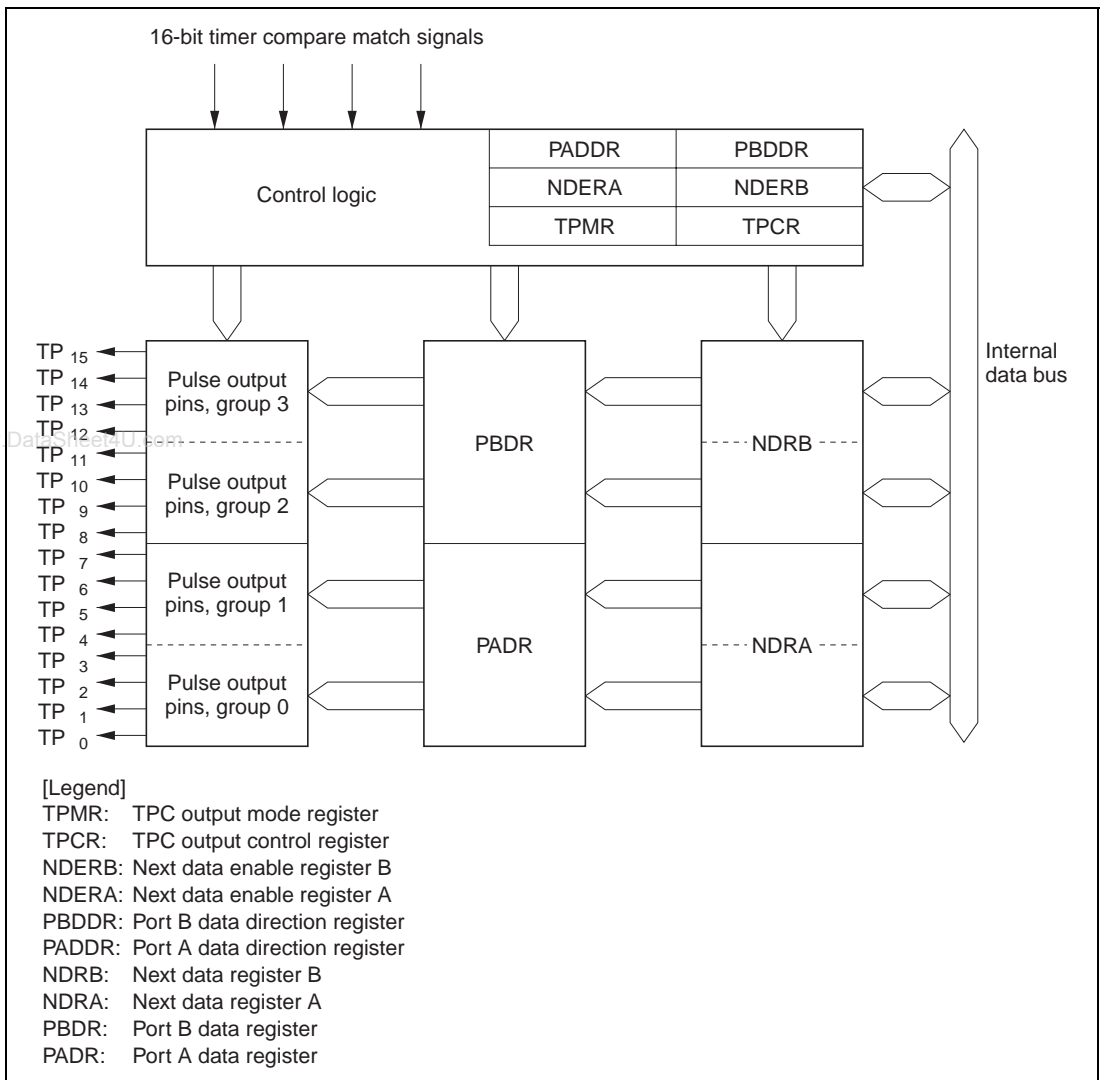 16-bit timer compare match signals
Control logic
PADDR PBDDR
NDERA NDERB
TPMR TPCR
Internal
data bus
TP 15
TP 14
TP 13
TP 12
TP 11
TP 10
TP 9
TP 8
TP 7
TP 6
TP 5
TP 4
TP 3
TP 2
TP 1
TP 0
Pulse output
pins, group 3
Pulse output
pins, group 2
Pulse output
pins, group 1
Pulse output
pins, group 0
PBDR
PADR
NDRB
NDRA
.DataSheet4U.com
[Legend]
TPMR: TPC output mode register
TPCR: TPC output control register
NDERB: Next data enable register B
NDERA: Next data enable register A
PBDDR: Port B data direction register
PADDR: Port A data direction register
NDRB: Next data register B
NDRA: Next data register A
PBDR: Port B data register
PADR: Port A data register